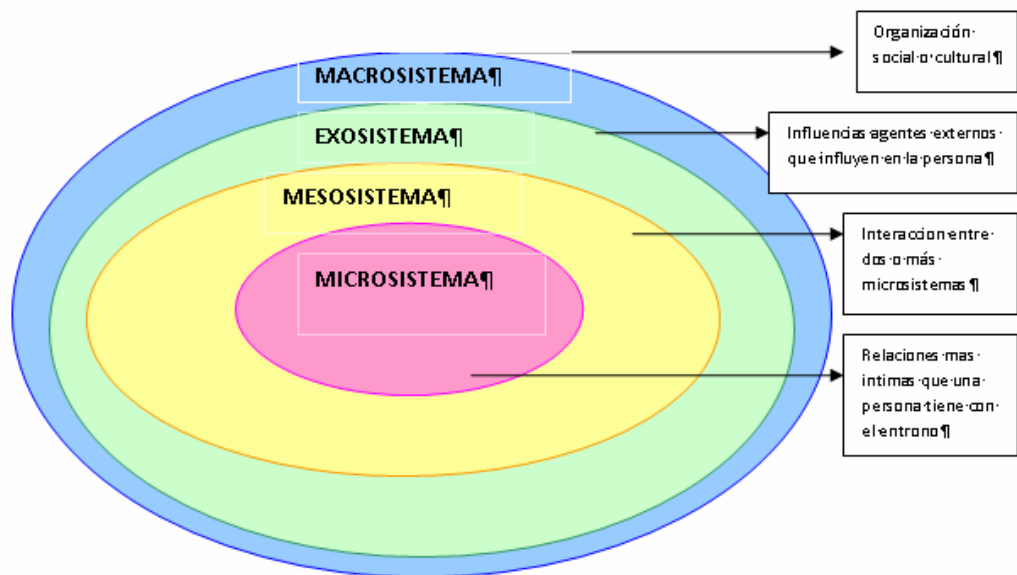 MACROSISTEMA¶
EXOSISTEMA¶
MESOSISTEMA¶
MICROSISTEMA¶
Organización·
social·o·cultural¶
Influencias·agentes·externos·
que·influyen·en·la·persona¶
Interaccion·entre·
dos·o·más·
microsistemas¶
Relaciones·mas·
intimas·que·una·
persona·tiene·con·
el·entrono¶